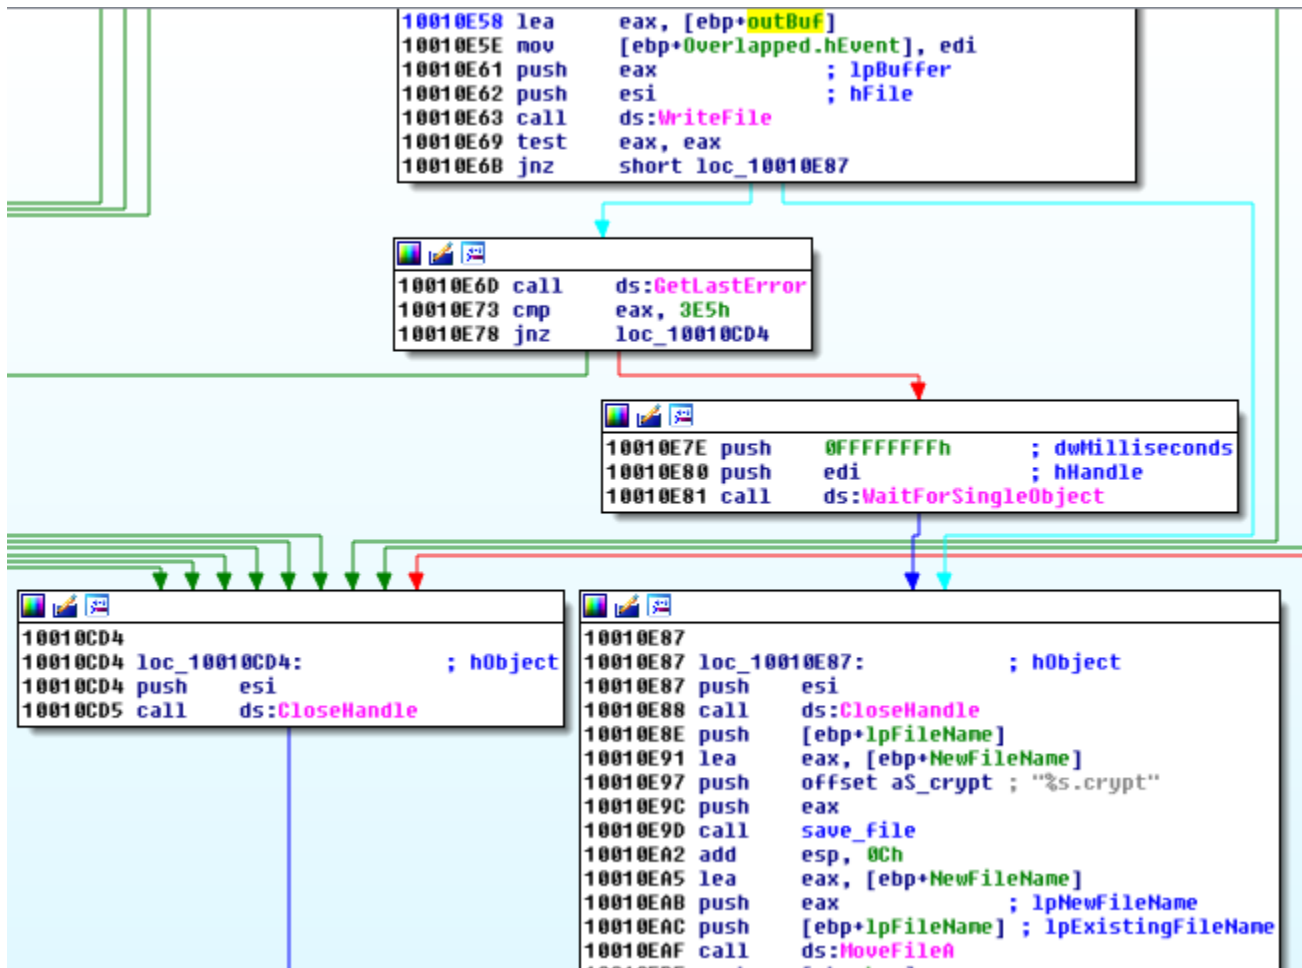 10010E58 lea eax, [ebp+outBuf]
10010E5E mov [ebp+Overlapped.hEvent], edi
10010E61 push eax ; lpBuffer
10010E62 push esi ; hFile
10010E63 call ds:WriteFile
10010E69 test eax, eax
10010E6B jnz short loc_10010E87
10010E6D call ds:GetLastError
10010E73 cmp eax, 3E5h
10010E78 jnz loc_10010CD4
10010E7E push 0FFFFFFFFh ; dwMilliseconds
10010E80 push edi ; hHandle
10010E81 call ds:WaitForSingleObject
10010CD4
10010CD4 loc_10010CD4: ; hObject
10010CD4 push esi
10010CD5 call ds:CloseHandle
10010E87
10010E87 loc_10010E87: ; hObject
10010E87 push esi
10010E88 call ds:CloseHandle
10010E8E push [ebp+lpFileName]
10010E91 lea eax, [ebp+NewFileName]
10010E97 push offset aS_crypt ; "%s.crypt"
10010E9C push eax
10010E9D call save_file
10010EA2 add esp, 0Ch
10010EA5 lea eax, [ebp+NewFileName]
10010EAB push eax ; lpNewFileName
10010EAC push [ebp+lpFileName] ; lpExistingFileName
10010EAF call ds:MoveFileA